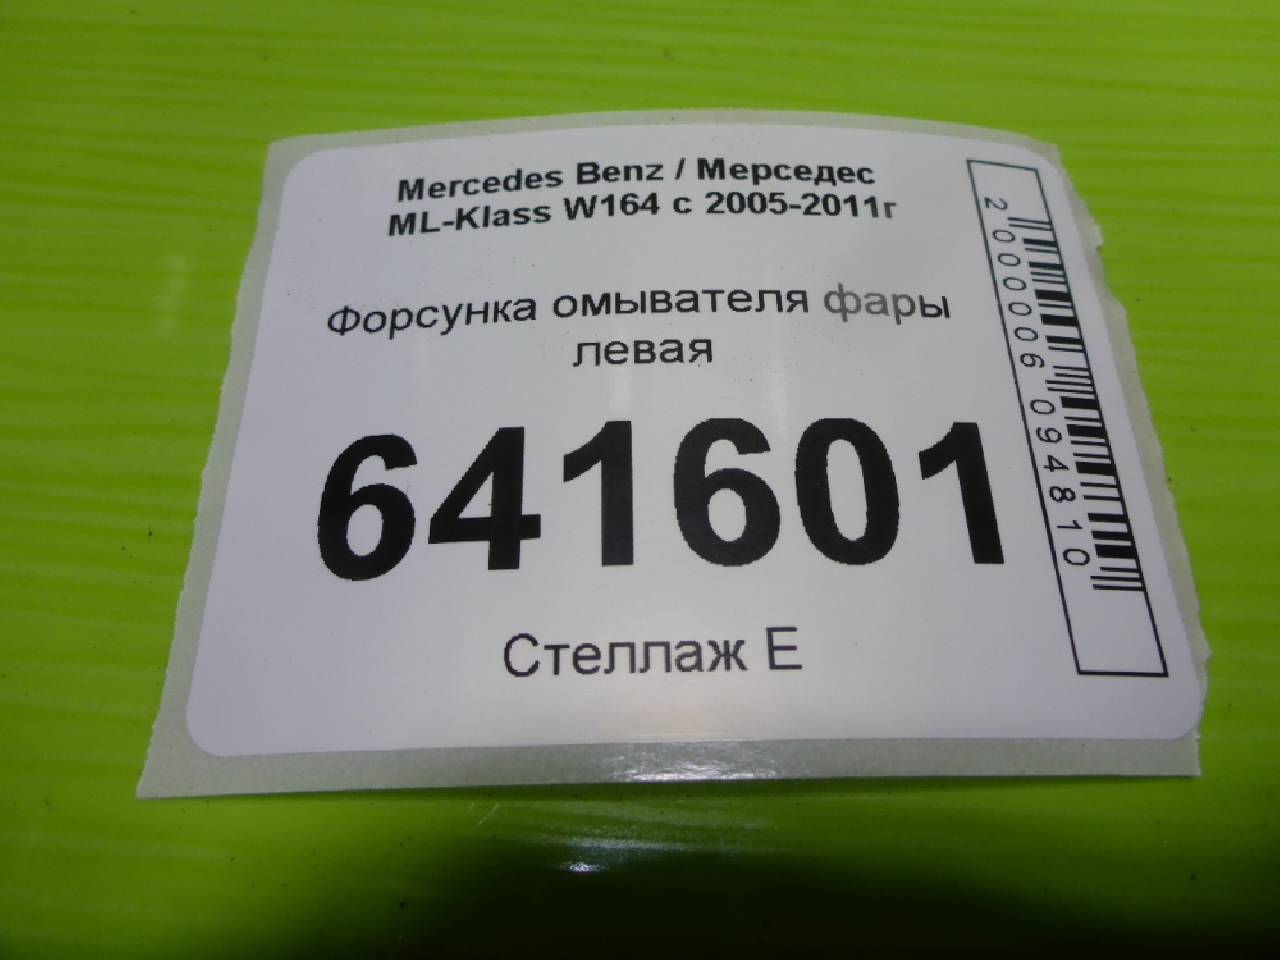 Mercedes Benz / Мерседес
ML-Klass W164 с 2005-2011г
Форсунка омывателя фары
левая
641601
Стеллаж Е
2000006094810